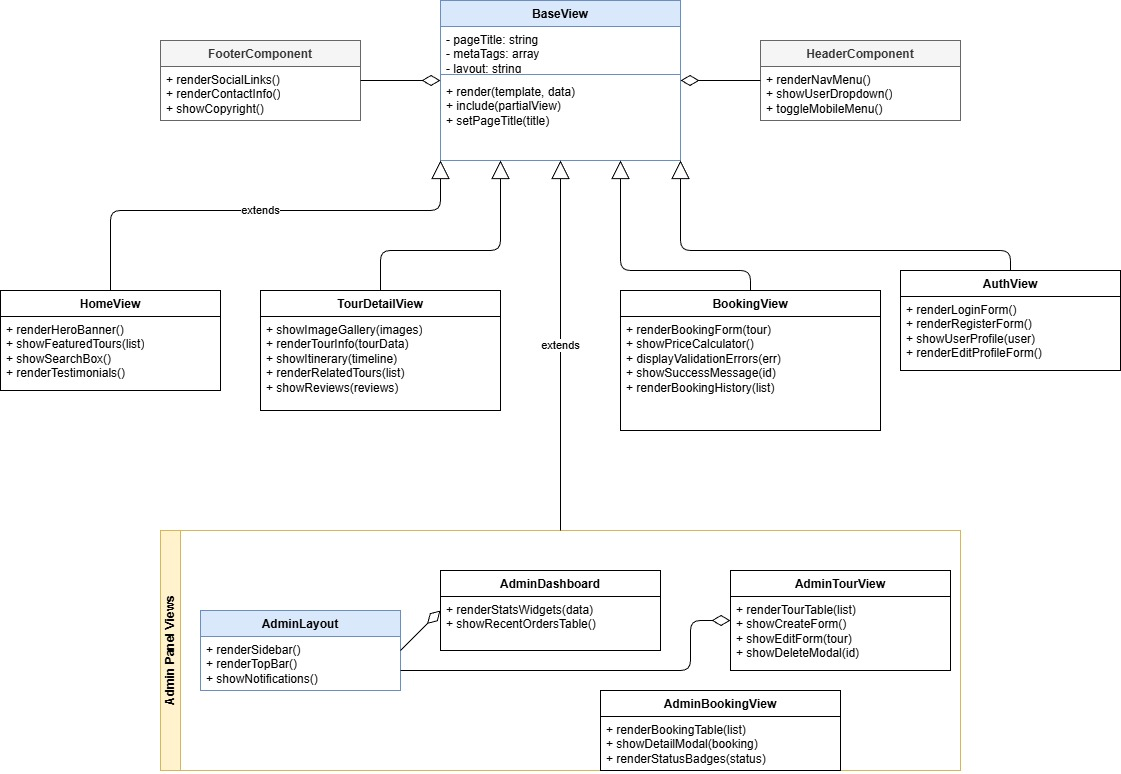 BaseView
- pageTitle: string
- metaTags: array
- layout: string
+ render(template, data)
+ include(partialView)
+ setPageTitle(title)
FooterComponent
+ renderSocialLinks()
+ renderContactInfo()
+ showCopyright()
HeaderComponent
+ renderNavMenu()
+ showUserDropdown()
+ toggleMobileMenu()
extends
HomeView
+ renderHeroBanner()
+ showFeaturedTours(list)
+ showSearchBox()
+ renderTestimonials()
TourDetailView
+ showImageGallery(images)
+ renderTourInfo(tourData)
+ showItinerary(timeline)
+ renderRelatedTours(list)
+ showReviews(reviews)
extends
BookingView
+ renderBookingForm(tour)
+ showPriceCalculator()
+ displayValidationErrors(err)
+ showSuccessMessage(id)
+ renderBookingHistory(list)
AuthView
+ renderLoginForm()
+ renderRegisterForm()
+ showUserProfile(user)
+ renderEditProfileForm()
Admin Panel Views
AdminLayout
+ renderSidebar()
+ renderTopBar()
+ showNotifications()
AdminDashboard
+ renderStatsWidgets(data)
+ showRecentOrdersTable()
AdminTourView
+ renderTourTable(list)
+ showCreateForm()
+ showEditForm(tour)
+ showDeleteModal(id)
AdminBookingView
+ renderBookingTable(list)
+ showDetailModal(booking)
+ renderStatusBadges(status)